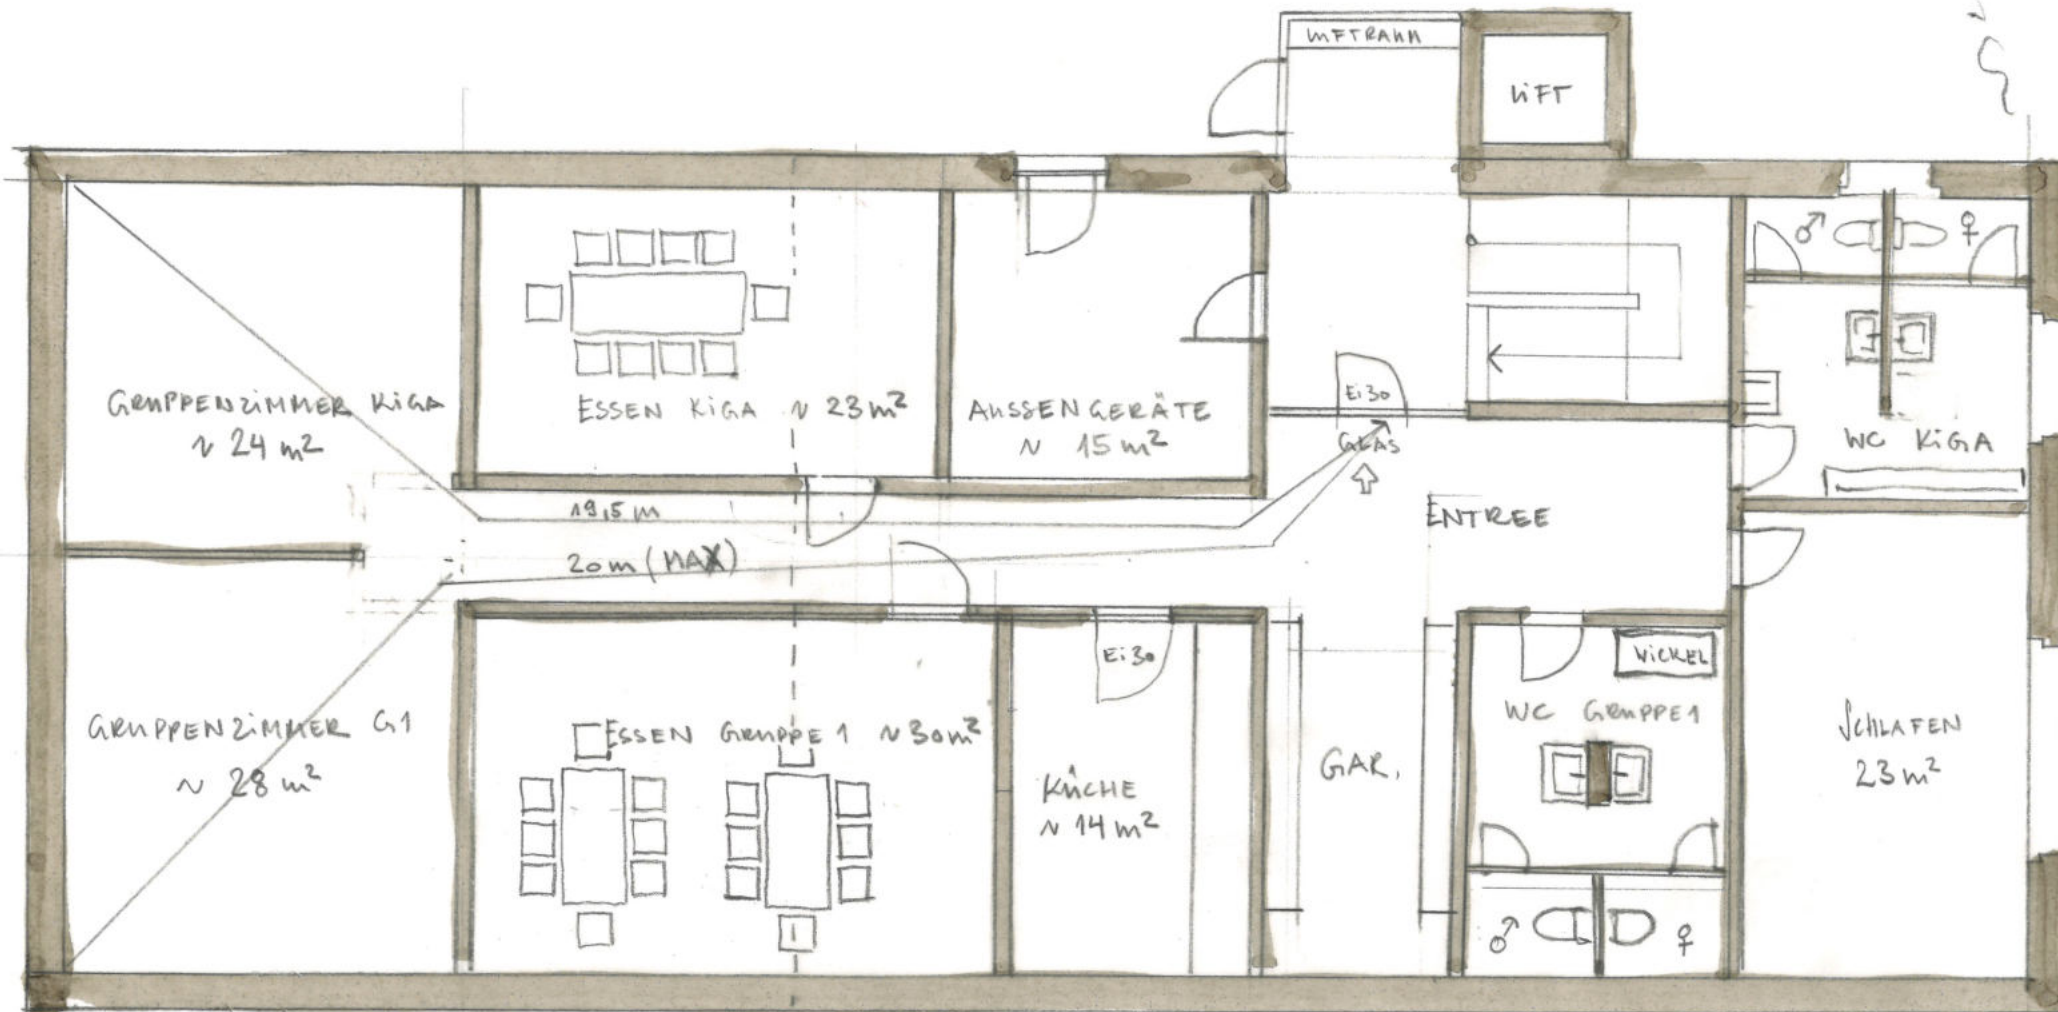 LUFTRAUM
LiFT
♂ ♀
Ei30
GRUPPENZiMMER KiGA
~ 24 m²
ESSEN KiGA ~ 23 m²
AUSSENGERÄTE
~ 15 m²
GLAS
WC KiGA
19,5 m
ENTREE
20 m (MAX)
Ei30
WiCKEL
GRUPPENZiMMER G1
~ 28 m²
ESSEN GRUPPE 1 ~ 30 m²
KÜCHE
~ 14 m²
GAR.
WC GRUPPE 1
SCHLAFEN
23 m²
♂ ♀